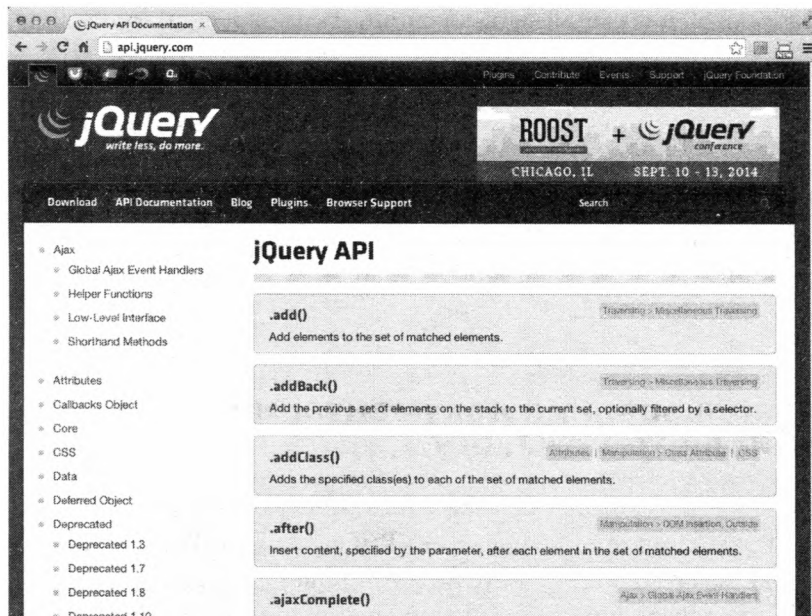 jQuery API Documentation ×
api.jquery.com
Plugins Contribute Events Support jQuery Foundation
jQuery
write less, do more.
ROOST + jQuery
conference
CHICAGO, IL SEPT. 10 - 13, 2014
Download API Documentation Blog Plugins Browser Support Search
Ajax
Global Ajax Event Handlers
Helper Functions
Low-Level Interface
Shorthand Methods
Attributes
Callbacks Object
Core
CSS
Data
Deferred Object
Deprecated
Deprecated 1.3
Deprecated 1.7
Deprecated 1.8
Deprecated 1.10
jQuery API
.add()
Traversing > Miscellaneous Traversing
Add elements to the set of matched elements.
.addBack()
Traversing > Miscellaneous Traversing
Add the previous set of elements on the stack to the current set, optionally filtered by a selector.
.addClass()
Attributes | Manipulation > Class Attribute | CSS
Adds the specified class(es) to each of the set of matched elements.
.after()
Manipulation > DOM Insertion, Outside
Insert content, specified by the parameter, after each element in the set of matched elements.
.ajaxComplete()
Ajax > Global Ajax Event Handlers